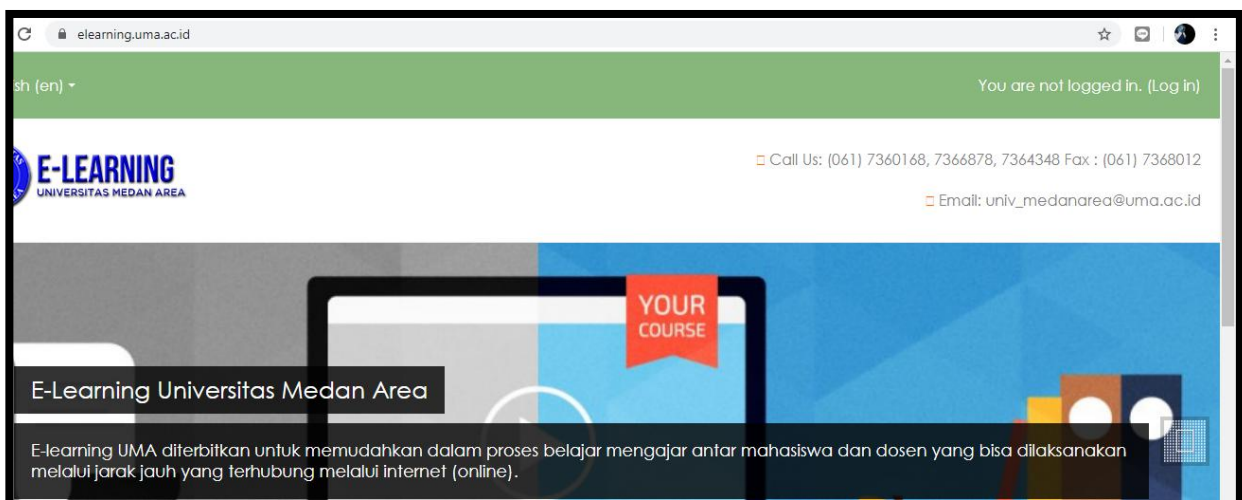 elearning.uma.ac.id
sh (en)
You are not logged in. (Log in)
E-LEARNING
UNIVERSITAS MEDAN AREA
Call Us: (061) 7360168, 7366878, 7364348 Fax : (061) 7368012
Email: univ_medanarea@uma.ac.id
YOUR
COURSE
E-Learning Universitas Medan Area
E-learning UMA diterbitkan untuk memudahkan dalam proses belajar mengajar antar mahasiswa dan dosen yang bisa dilaksanakan
melalui jarak jauh yang terhubung melalui internet (online).